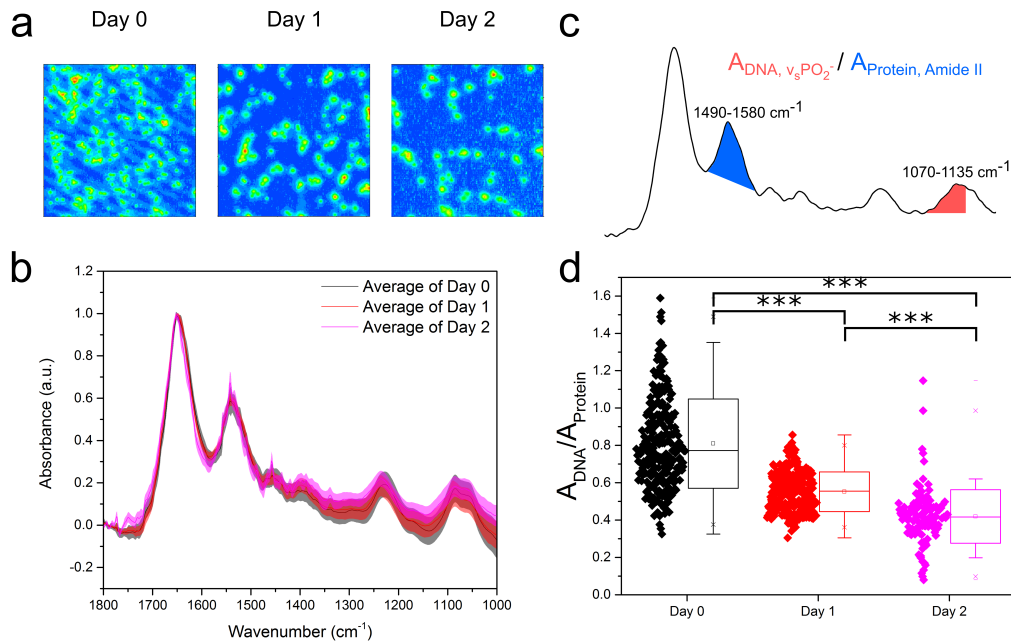 a
Day 0 Day 1 Day 2
b
1.2
1.0
0.8
0.6
0.4
0.2
0.0
-0.2
Absorbance (a.u.)
Average of Day 0
Average of Day 1
Average of Day 2
1800 1700 1600 1500 1400 1300 1200 1100 1000
Wavenumber (cm⁻¹)
c
A_DNA, vₛPO₂⁻ / A_Protein, Amide II
1490-1580 cm⁻¹
1070-1135 cm⁻¹
d
1.6
1.4
1.2
1.0
0.8
0.6
0.4
0.2
0.0
A_DNA/A_Protein
***
***
***
Day 0 Day 1 Day 2